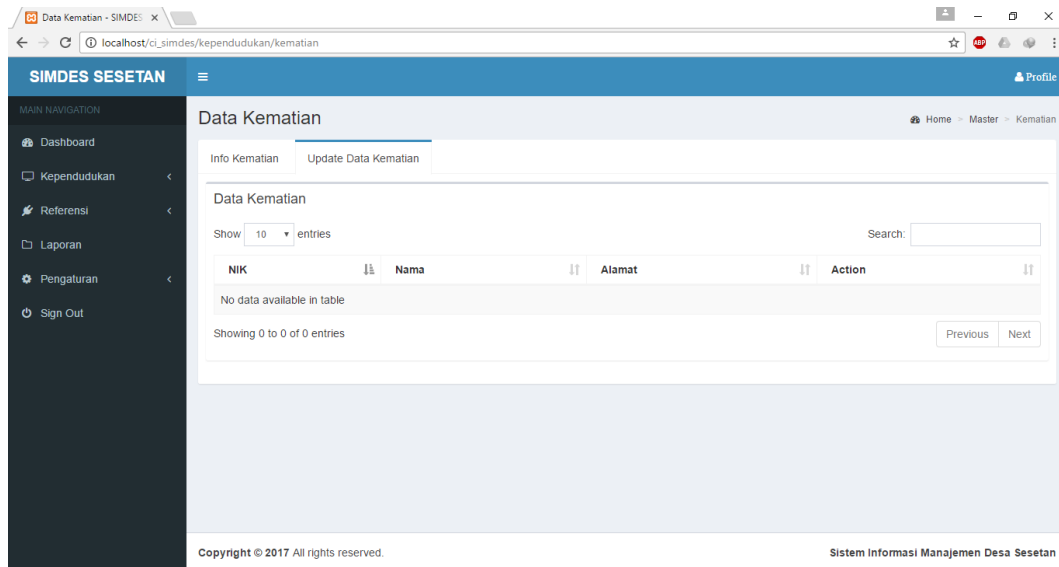 Data Kematian - SIMDES
localhost/ci_simdes/kependudukan/kematian
ABP
SIMDES SESETAN
Profile
MAIN NAVIGATION
Dashboard
Kependudukan
Referensi
Laporan
Pengaturan
Sign Out
Data Kematian
Home > Master > Kematian
Info Kematian Update Data Kematian
Data Kematian
Show 10 entries Search:
NIK Nama Alamat Action
No data available in table
Showing 0 to 0 of 0 entries Previous Next
Copyright © 2017 All rights reserved. Sistem Informasi Manajemen Desa Sesetan